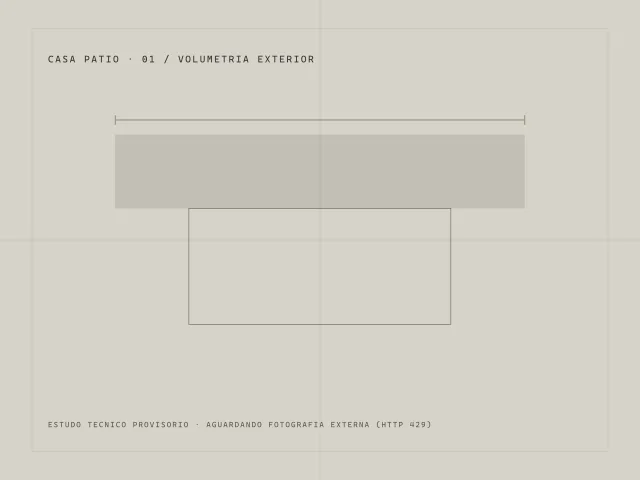 CASA PATIO · 01 / VOLUMETRIA EXTERIOR
ESTUDO TECNICO PROVISORIO · AGUARDANDO FOTOGRAFIA EXTERNA (HTTP 429)